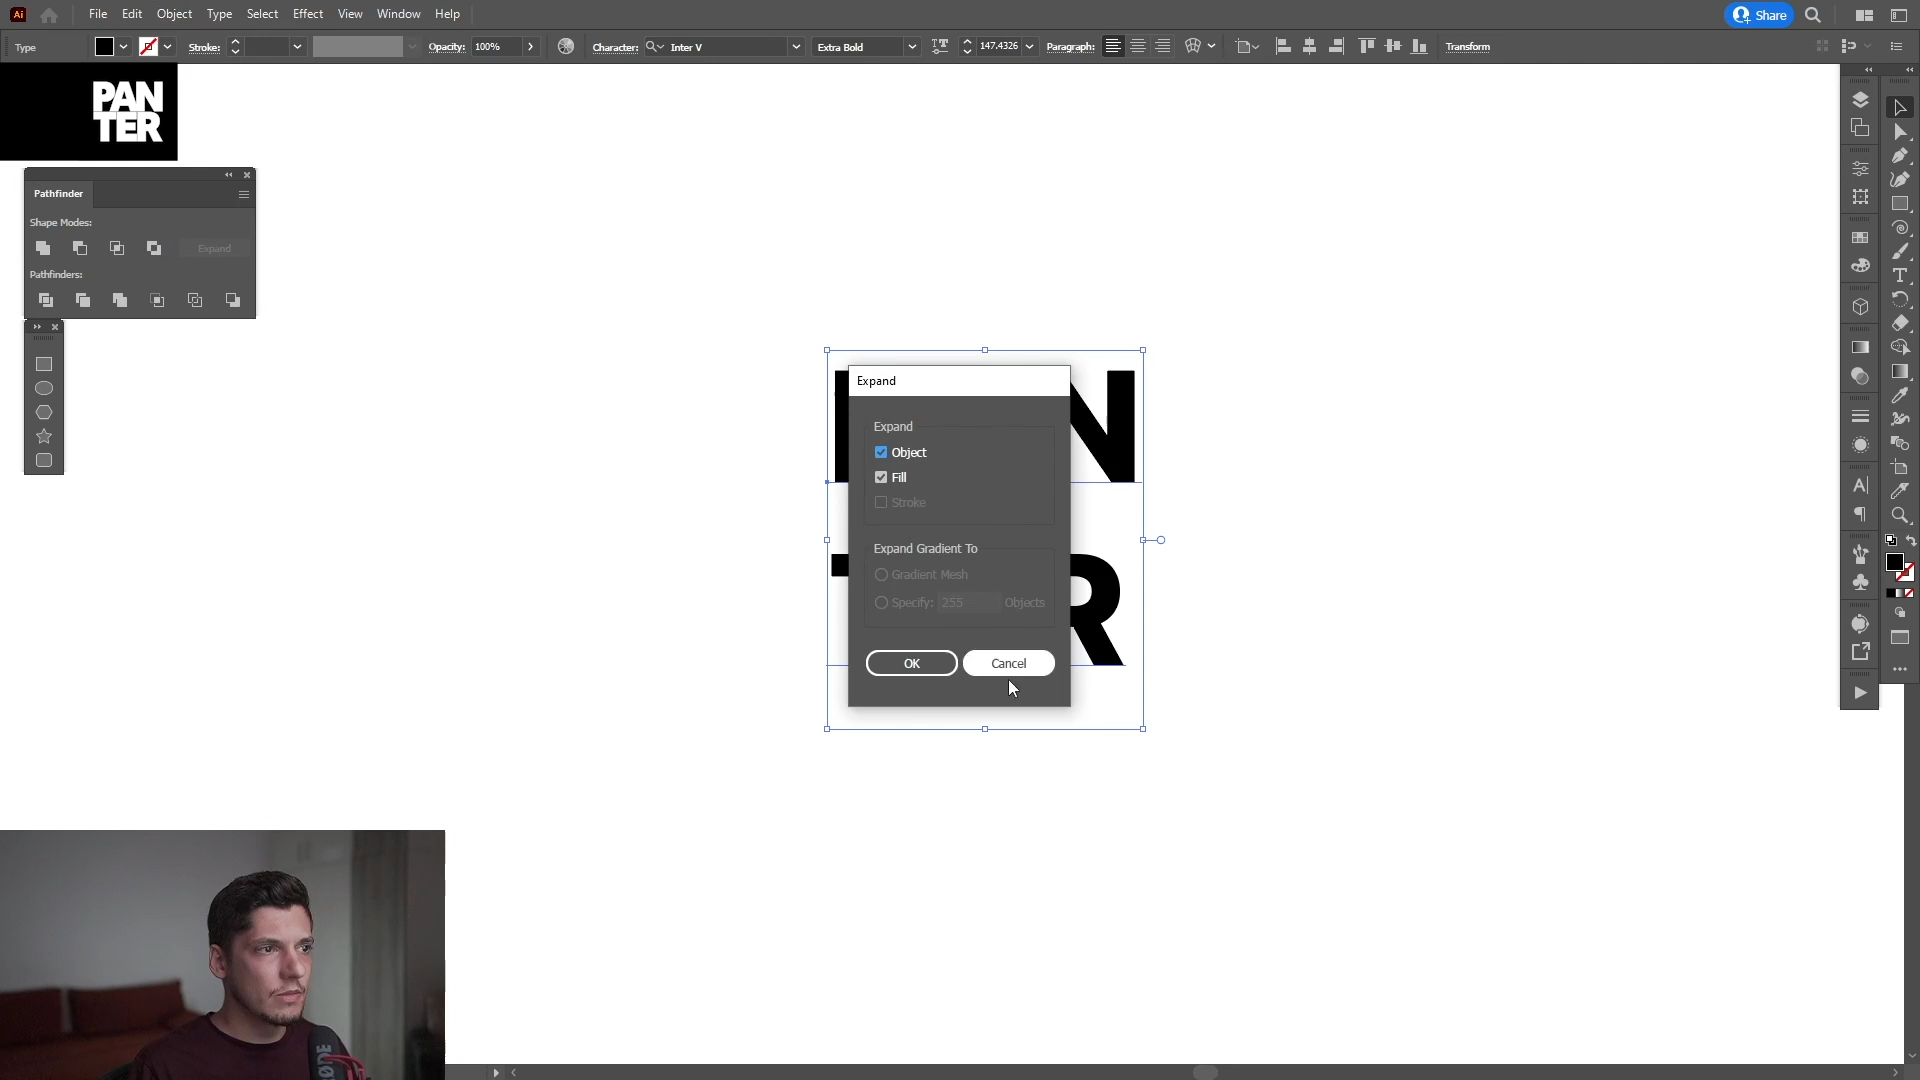 Ai File Edit Object Type Select Effect View Window Help Share
Type Stroke: Opacity: 100% Character: Inter V Extra Bold 147.4326 Paragraph: Transform
PAN
TER
Pathfinder
Shape Modes:
Expand
Pathfinders:
Expand
Expand
Object
Fill
Stroke
Expand Gradient To
Gradient Mesh
Specify: 255 Objects
OK Cancel
N
R
RØDE